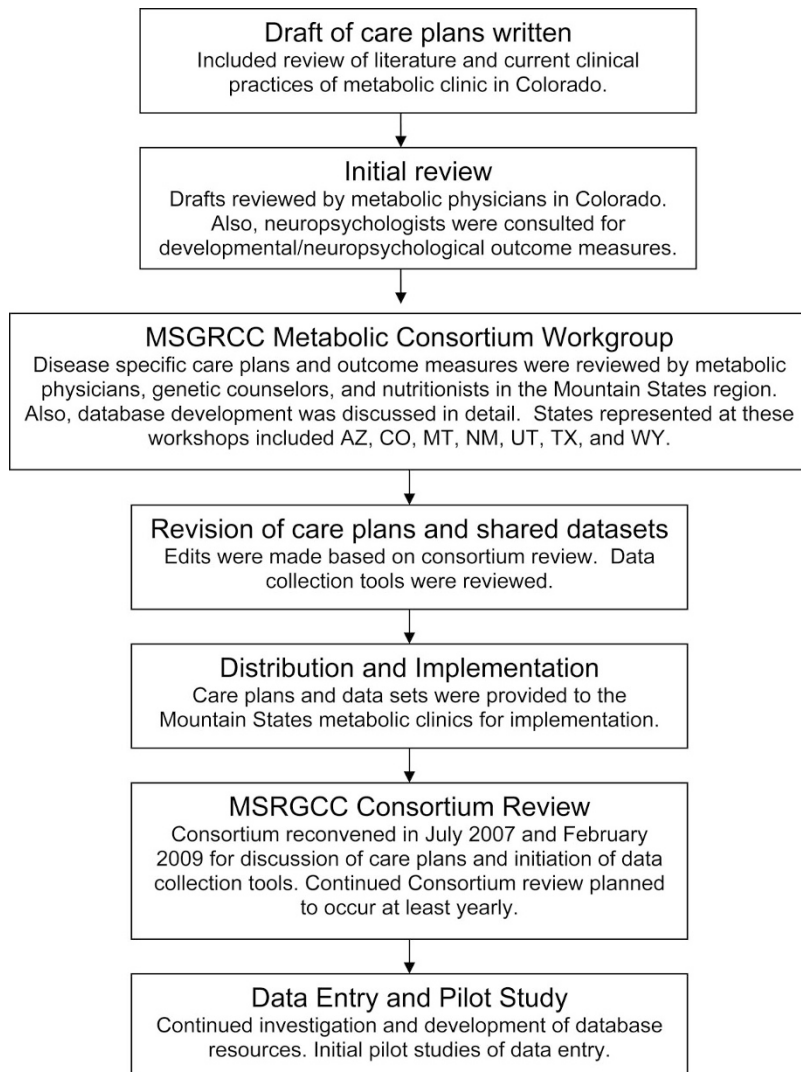 Draft of care plans written
Included review of literature and current clinical
practices of metabolic clinic in Colorado.
Initial review
Drafts reviewed by metabolic physicians in Colorado.
Also, neuropsychologists were consulted for
developmental/neuropsychological outcome measures.
MSGRCC Metabolic Consortium Workgroup
Disease specific care plans and outcome measures were reviewed by metabolic
physicians, genetic counselors, and nutritionists in the Mountain States region.
Also, database development was discussed in detail.  States represented at these
workshops included AZ, CO, MT, NM, UT, TX, and WY.
Revision of care plans and shared datasets
Edits were made based on consortium review.  Data
collection tools were reviewed.
Distribution and Implementation
Care plans and data sets were provided to the
Mountain States metabolic clinics for implementation.
MSRGCC Consortium Review
Consortium reconvened in July 2007 and February
2009 for discussion of care plans and initiation of data
collection tools. Continued Consortium review planned
to occur at least yearly.
Data Entry and Pilot Study
Continued investigation and development of database
resources. Initial pilot studies of data entry.